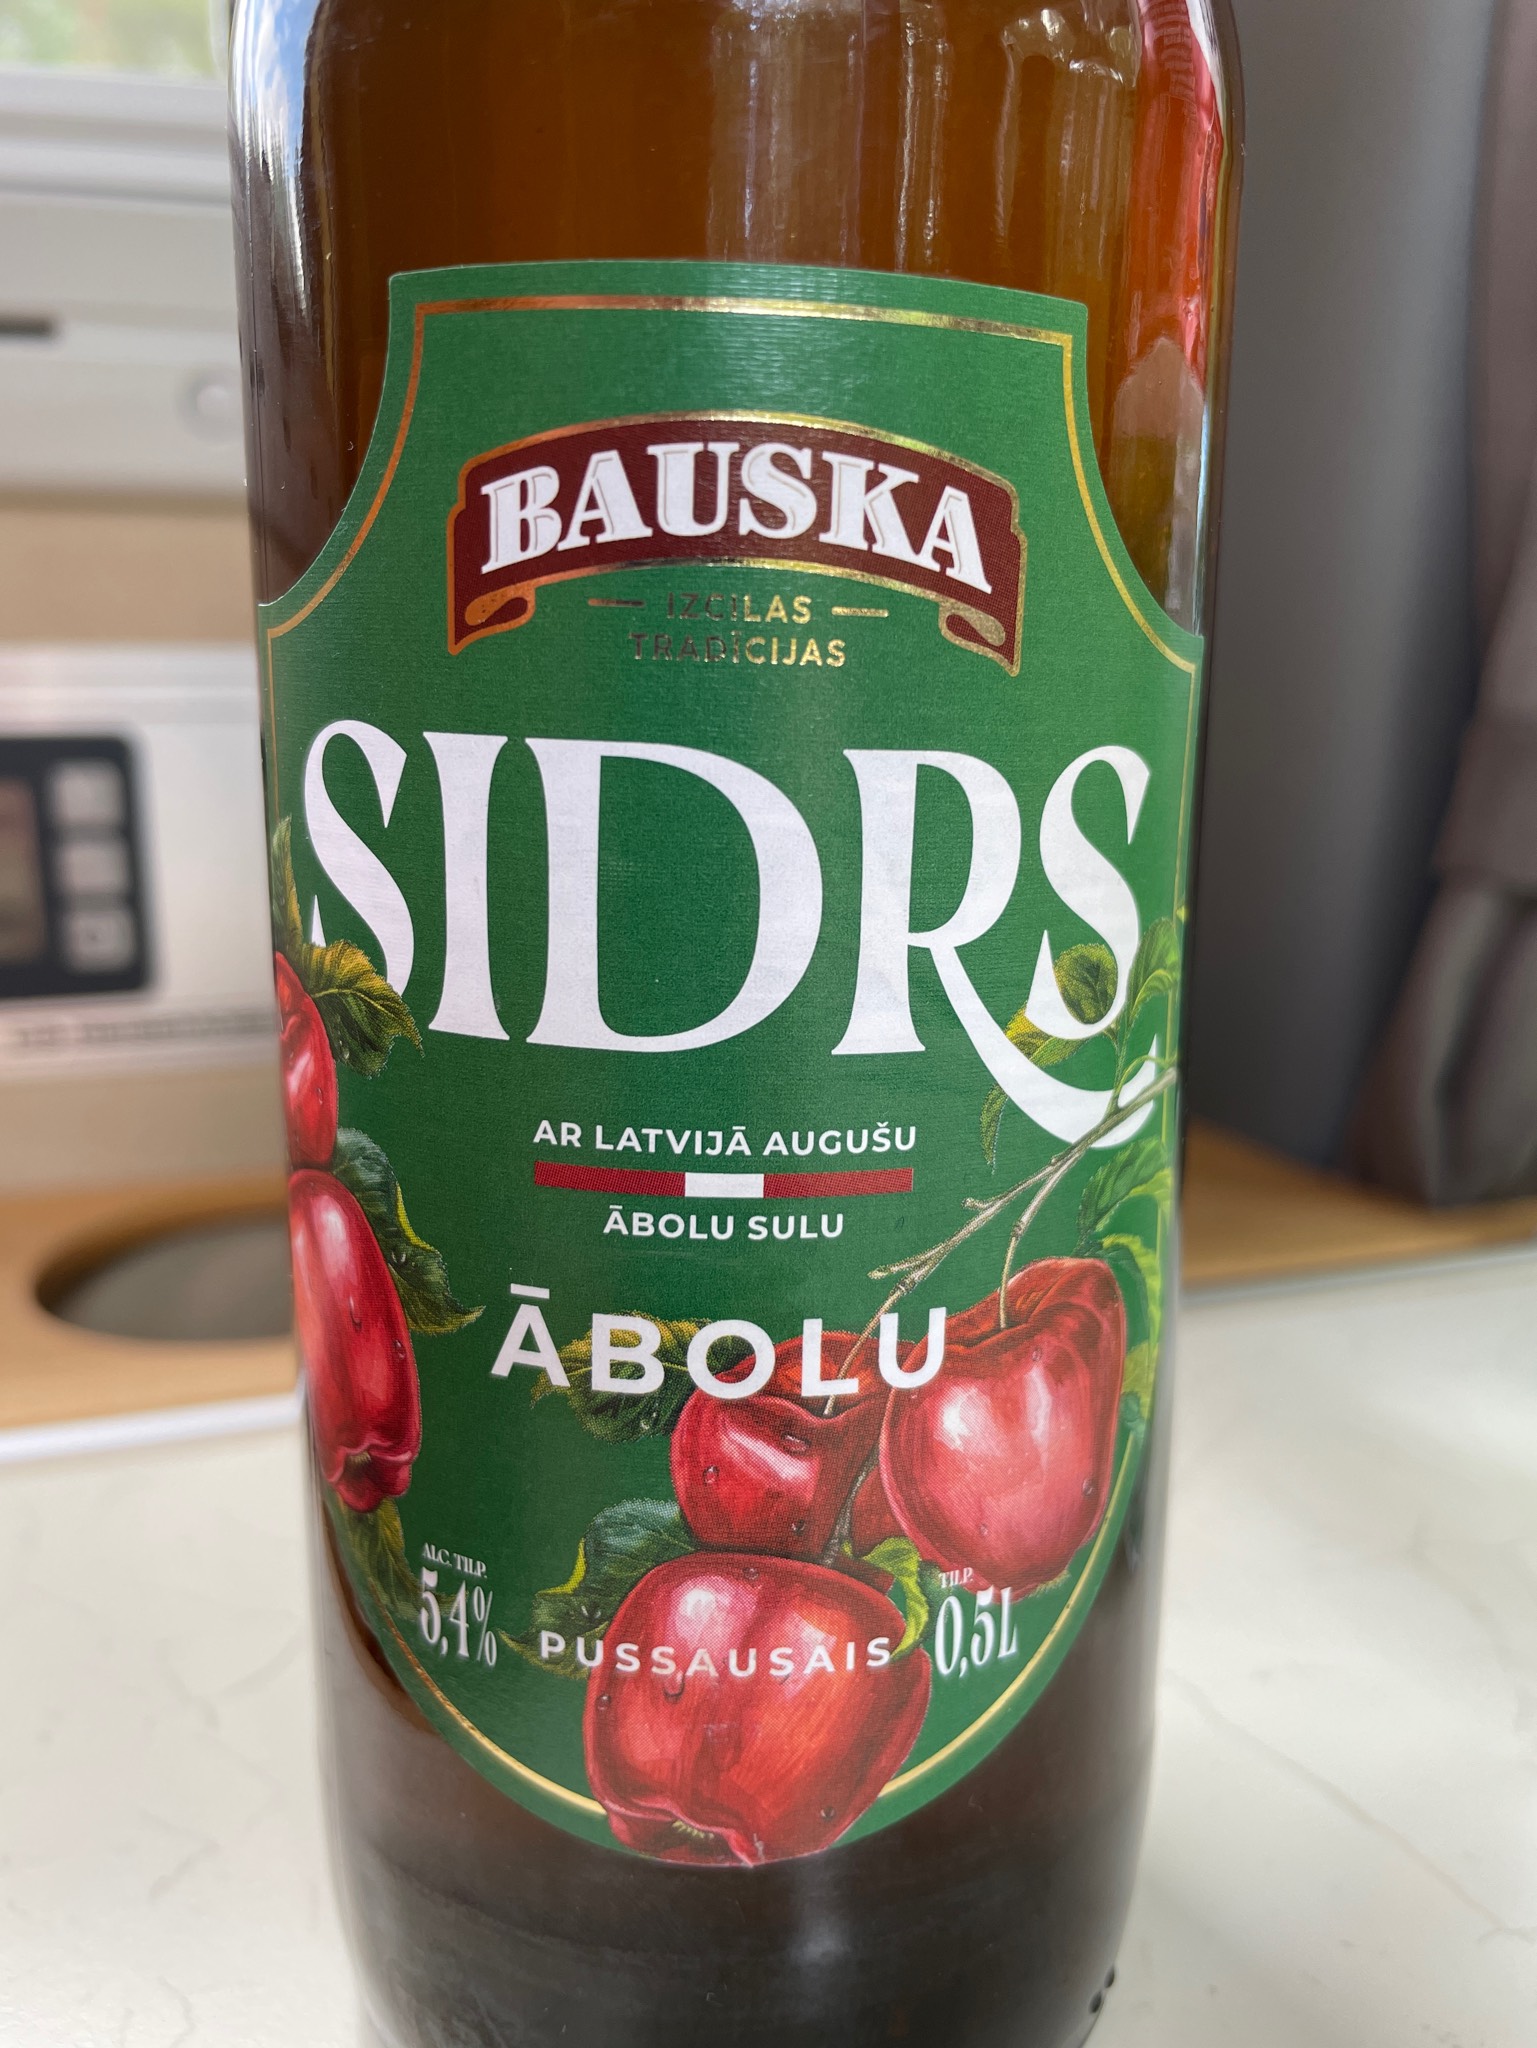 BAUSKA
IZCILAS
TRADĪCIJAS
SIDRS
AR LATVIJĀ AUGUŠU
ĀBOLU SULU
ĀBOLU
ALC. TILP.
5,4%
PUSSAUSAIS
TILP.
0,5L